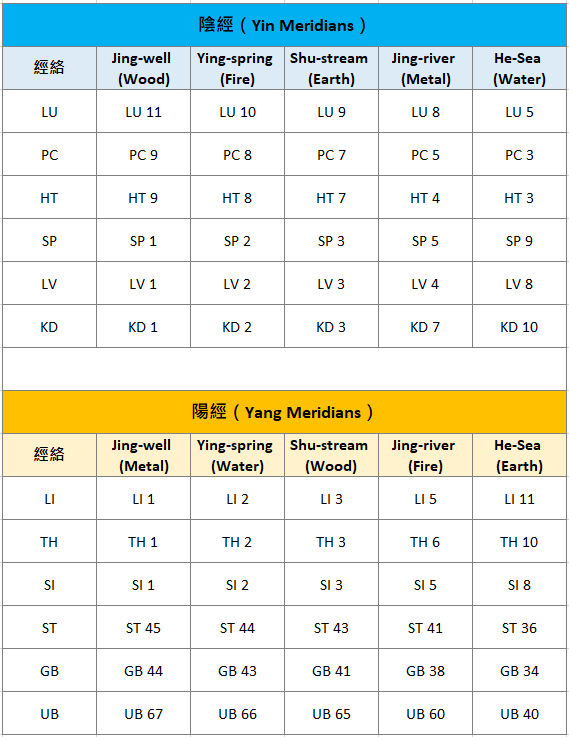 陰經（Yin Meridians）
經絡 Jing-well Ying-spring Shu-stream Jing-river He-Sea
(Wood) (Fire) (Earth) (Metal) (Water)
LU LU 11 LU 10 LU 9 LU 8 LU 5
PC PC 9 PC 8 PC 7 PC 5 PC 3
HT HT 9 HT 8 HT 7 HT 4 HT 3
SP SP 1 SP 2 SP 3 SP 5 SP 9
LV LV 1 LV 2 LV 3 LV 4 LV 8
KD KD 1 KD 2 KD 3 KD 7 KD 10
陽經（Yang Meridians）
經絡 Jing-well Ying-spring Shu-stream Jing-river He-Sea
(Metal) (Water) (Wood) (Fire) (Earth)
LI LI 1 LI 2 LI 3 LI 5 LI 11
TH TH 1 TH 2 TH 3 TH 6 TH 10
SI SI 1 SI 2 SI 3 SI 5 SI 8
ST ST 45 ST 44 ST 43 ST 41 ST 36
GB GB 44 GB 43 GB 41 GB 38 GB 34
UB UB 67 UB 66 UB 65 UB 60 UB 40